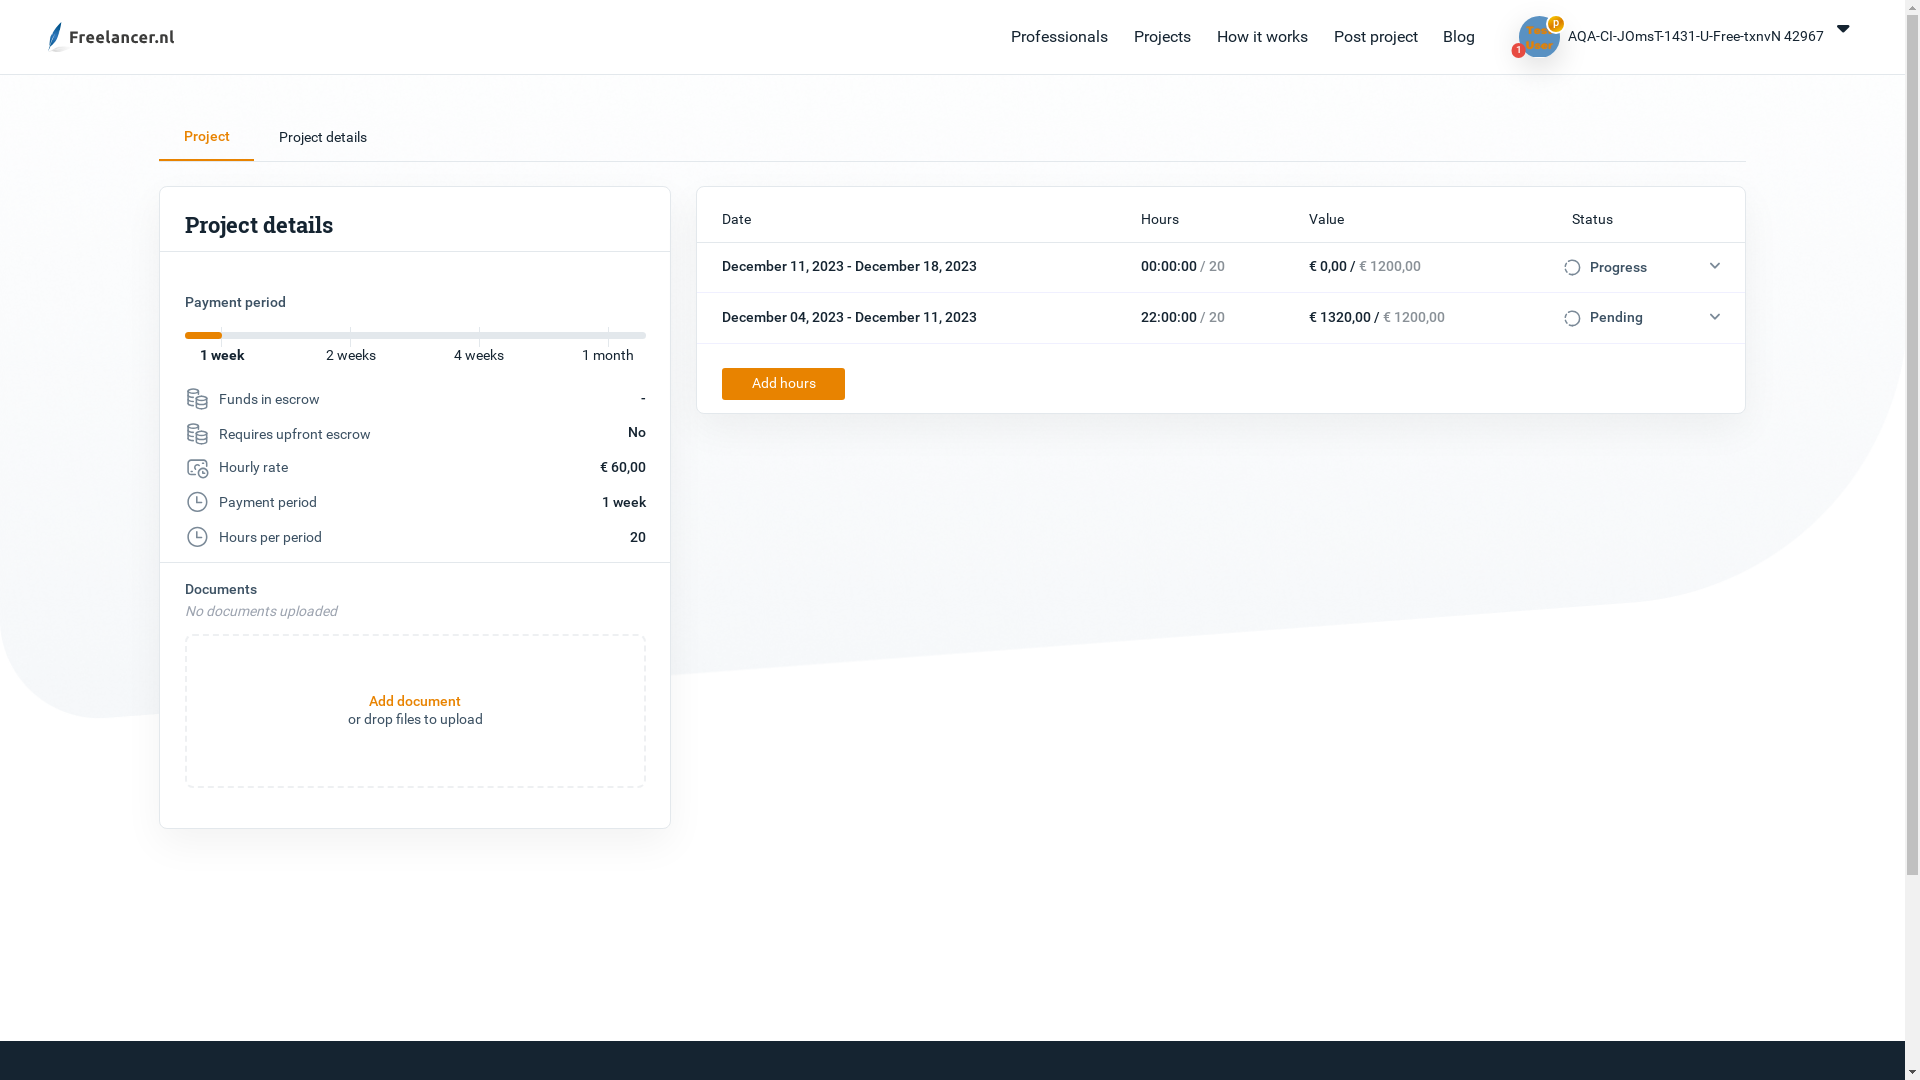 Freelancer.nl
Professionals Projects How it works Post project Blog
p
1
AQA-CI-JOmsT-1431-U-Free-txnvN 42967
Project Project details
Project details
Payment period
1 week 2 weeks 4 weeks 1 month
Funds in escrow -
Requires upfront escrow No
Hourly rate € 60,00
Payment period 1 week
Hours per period 20
Documents
No documents uploaded
Add document
or drop files to upload
Date Hours Value Status
December 11, 2023 - December 18, 2023 00:00:00 / 20 € 0,00 / € 1200,00 Progress
December 04, 2023 - December 11, 2023 22:00:00 / 20 € 1320,00 / € 1200,00 Pending
Add hours